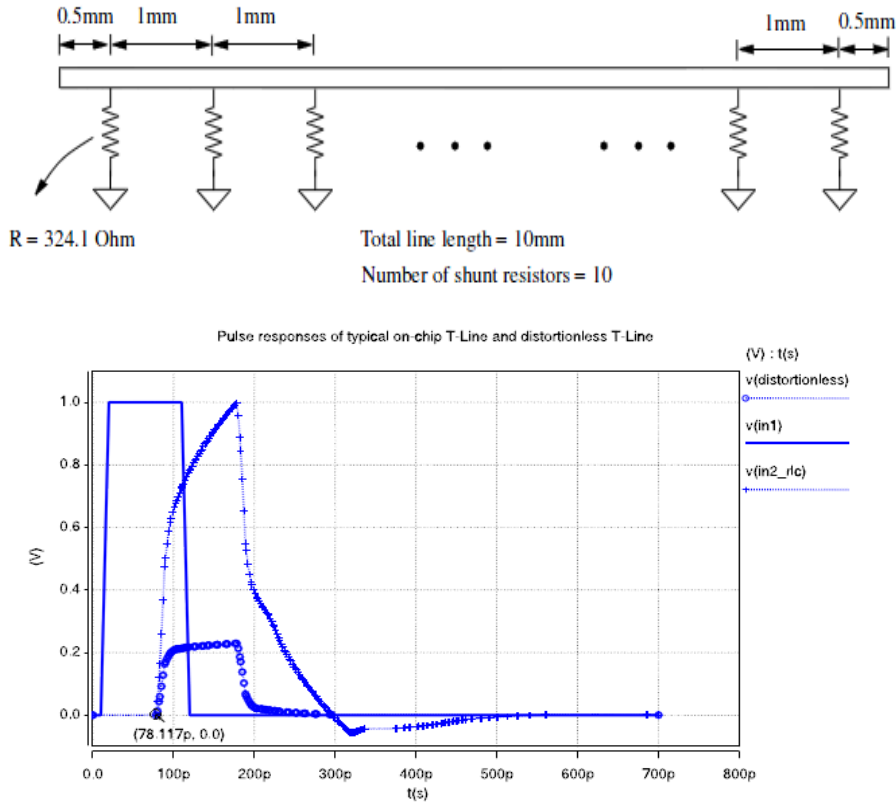 0.5mm 1mm 1mm 1mm 0.5mm
R = 324.1 Ohm
Total line length = 10mm
Number of shunt resistors = 10
Pulse responses of typical on-chip T-Line and distortionless T-Line
(V) : t(s)
v(distortionless)
v(in1)
v(in2_rlc)
(V)
1.0
0.8
0.6
0.4
0.2
0.0
(78.117p, 0.0)
0.0 100p 200p 300p 400p 500p 600p 700p 800p
t(s)